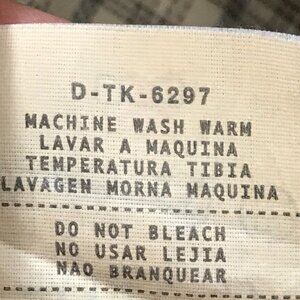 D-TK-6297
MACHINE WASH WARM
LAVAR A MAQUINA
TEMPERATURA TIBIA
LAVAGEN MORNA MAQUINA
DO NOT BLEACH
NO USAR LEJIA
NAO BRANQUEAR